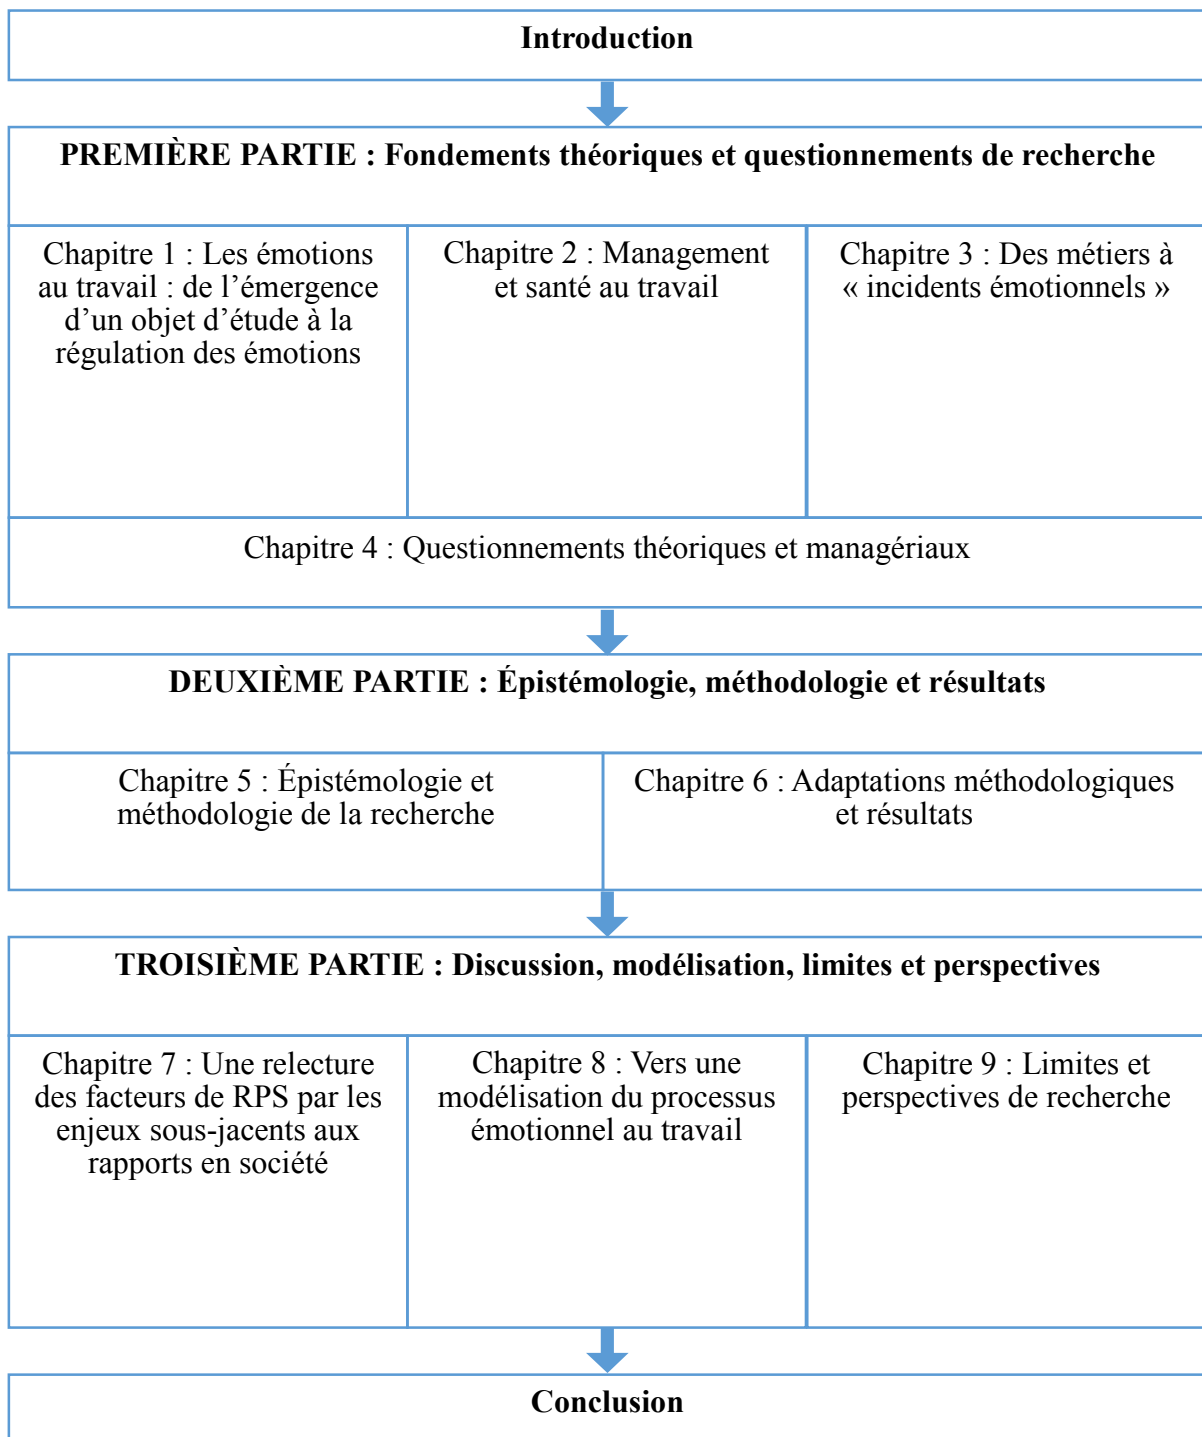 Introduction
PREMIÈRE PARTIE : Fondements théoriques et questionnements de recherche
Chapitre 1 : Les émotions
au travail : de l’émergence
d’un objet d’étude à la
régulation des émotions
Chapitre 2 : Management
et santé au travail
Chapitre 3 : Des métiers à
« incidents émotionnels »
Chapitre 4 : Questionnements théoriques et managériaux
DEUXIÈME PARTIE : Épistémologie, méthodologie et résultats
Chapitre 5 : Épistémologie et
méthodologie de la recherche
Chapitre 6 : Adaptations méthodologiques
et résultats
TROISIÈME PARTIE : Discussion, modélisation, limites et perspectives
Chapitre 7 : Une relecture
des facteurs de RPS par les
enjeux sous-jacents aux
rapports en société
Chapitre 8 : Vers une
modélisation du processus
émotionnel au travail
Chapitre 9 : Limites et
perspectives de recherche
Conclusion